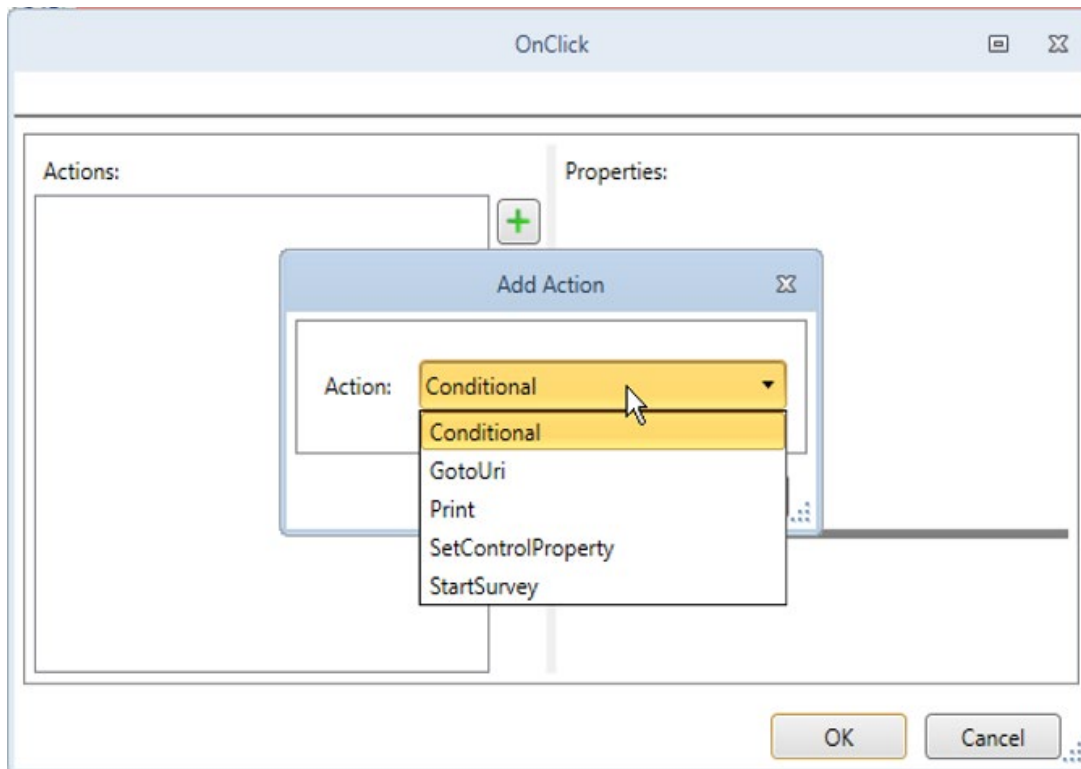 OnClick
Actions:
Properties:
Add Action
Action:
Conditional
Conditional
GotoUri
Print
SetControlProperty
StartSurvey
OK
Cancel